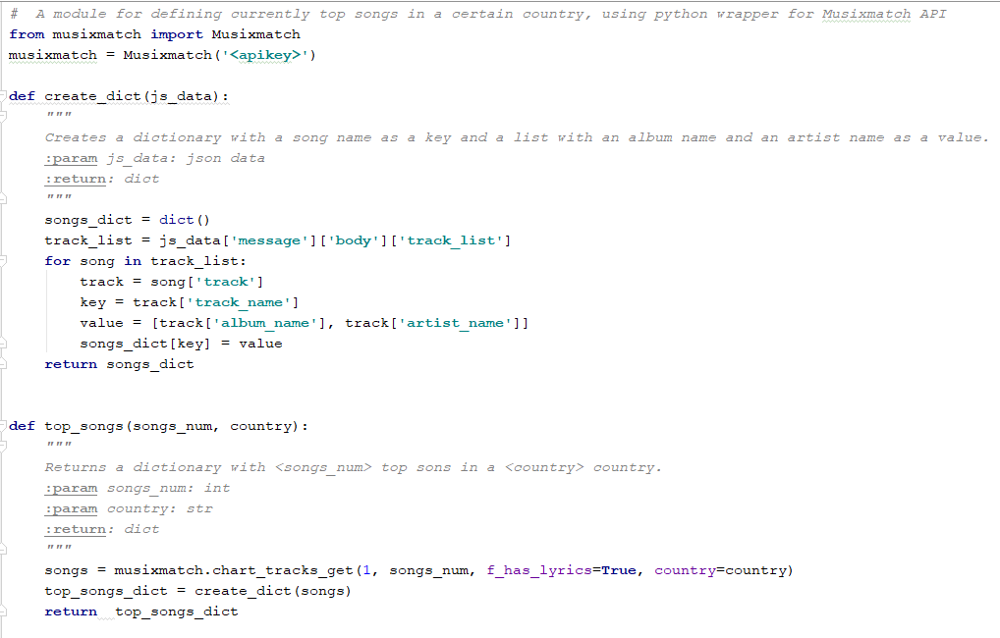 #  A module for defining currently top songs in a certain country, using python wrapper for Musixmatch API
from musixmatch import Musixmatch
musixmatch = Musixmatch('<apikey>')

def create_dict(js_data):
    """
    Creates a dictionary with a song name as a key and a list with an album name and an artist name as a value.
    :param js_data: json data
    :return: dict
    """
    songs_dict = dict()
    track_list = js_data['message']['body']['track_list']
    for song in track_list:
        track = song['track']
        key = track['track_name']
        value = [track['album_name'], track['artist_name']]
        songs_dict[key] = value
    return songs_dict


def top_songs(songs_num, country):
    """
    Returns a dictionary with <songs_num> top sons in a <country> country.
    :param songs_num: int
    :param country: str
    :return: dict
    """
    songs = musixmatch.chart_tracks_get(1, songs_num, f_has_lyrics=True, country=country)
    top_songs_dict = create_dict(songs)
    return  top_songs_dict